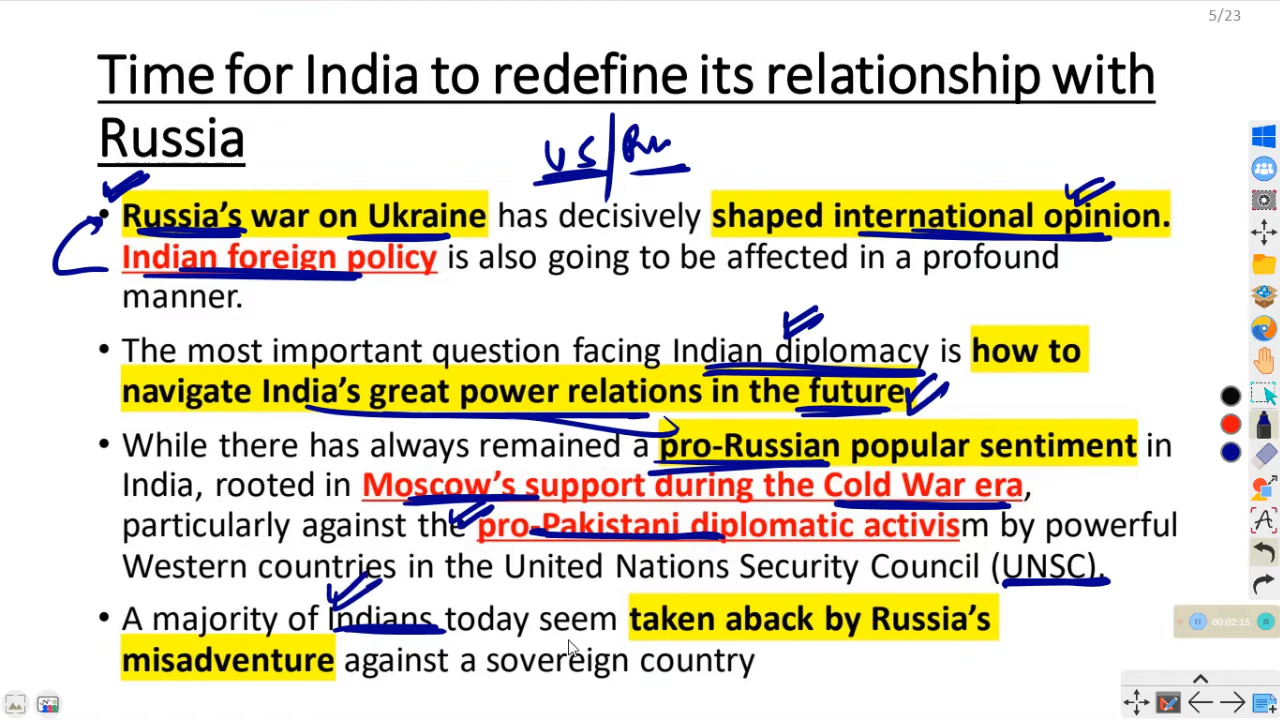 5/23
Time for India to redefine its relationship with
Russia
US/Ru
• Russia's war on Ukraine has decisively shaped international opinion.
Indian foreign policy is also going to be affected in a profound
manner.
• The most important question facing Indian diplomacy is how to
navigate India's great power relations in the future.
• While there has always remained a pro-Russian popular sentiment in
India, rooted in Moscow's support during the Cold War era,
particularly against the pro-Pakistani diplomatic activism by powerful
Western countries in the United Nations Security Council (UNSC).
• A majority of Indians today seem taken aback by Russia's
misadventure against a sovereign country
00:02:15